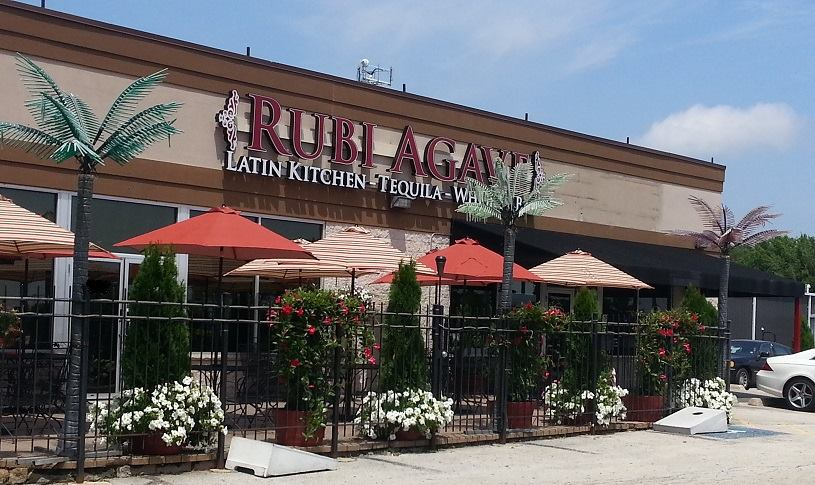 RUBI AGAVE
LATIN KITCHEN - TEQUILA -